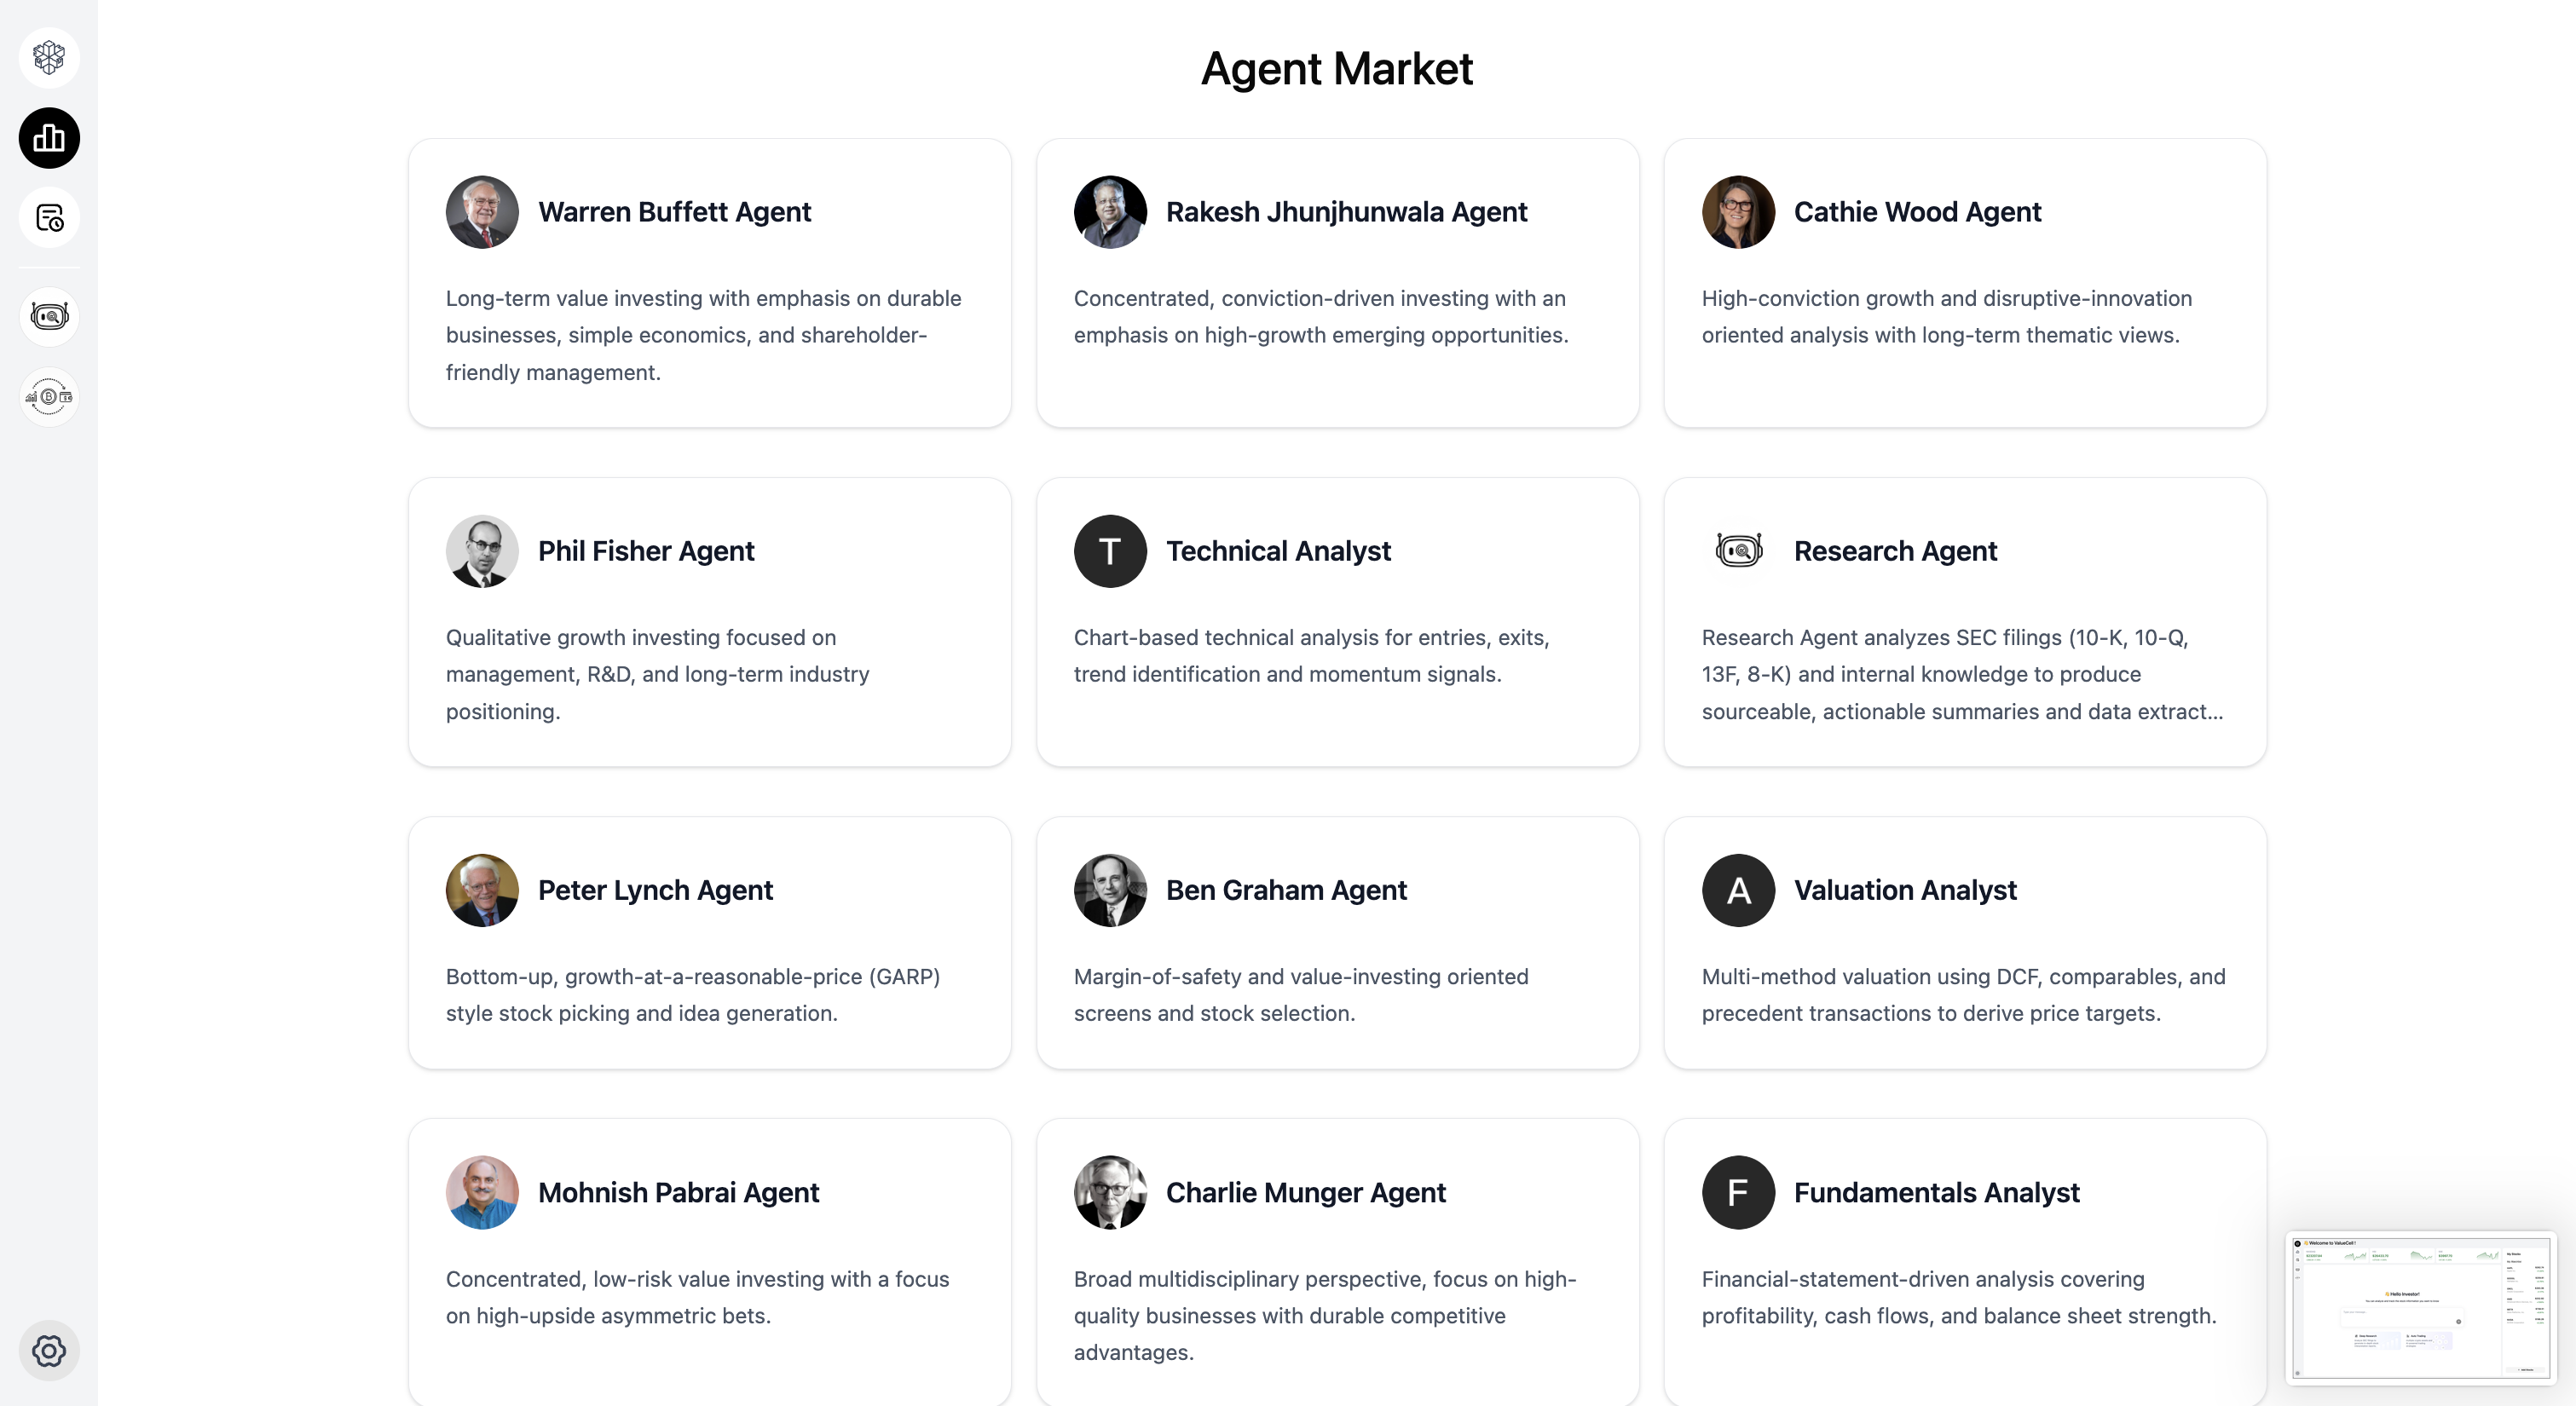 Agent Market
Warren Buffett Agent
Long-term value investing with emphasis on durable
businesses, simple economics, and shareholder-
friendly management.
Rakesh Jhunjhunwala Agent
Concentrated, conviction-driven investing with an
emphasis on high-growth emerging opportunities.
Cathie Wood Agent
High-conviction growth and disruptive-innovation
oriented analysis with long-term thematic views.
Phil Fisher Agent
Qualitative growth investing focused on
management, R&D, and long-term industry
positioning.
T
Technical Analyst
Chart-based technical analysis for entries, exits,
trend identification and momentum signals.
Research Agent
Research Agent analyzes SEC filings (10-K, 10-Q,
13F, 8-K) and internal knowledge to produce
sourceable, actionable summaries and data extract...
Peter Lynch Agent
Bottom-up, growth-at-a-reasonable-price (GARP)
style stock picking and idea generation.
Ben Graham Agent
Margin-of-safety and value-investing oriented
screens and stock selection.
A
Valuation Analyst
Multi-method valuation using DCF, comparables, and
precedent transactions to derive price targets.
Mohnish Pabrai Agent
Concentrated, low-risk value investing with a focus
on high-upside asymmetric bets.
Charlie Munger Agent
Broad multidisciplinary perspective, focus on high-
quality businesses with durable competitive
advantages.
F
Fundamentals Analyst
Financial-statement-driven analysis covering
profitability, cash flows, and balance sheet strength.
Welcome to ValueCell!
Hello Investor!